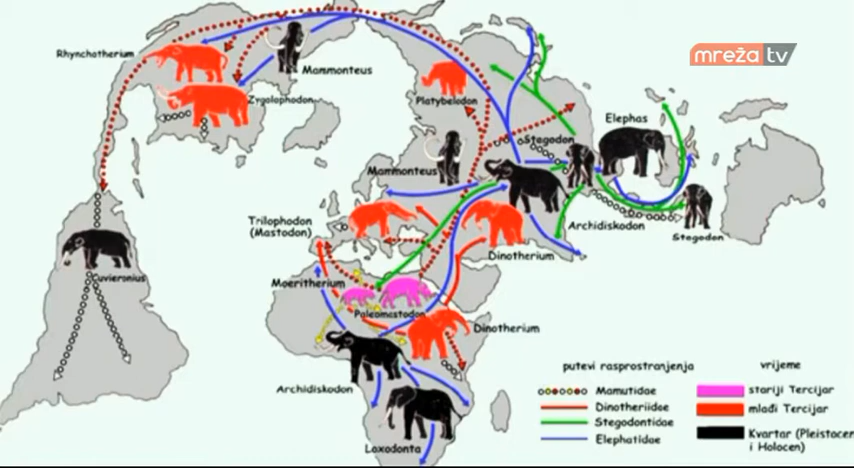 mreža tv
Rhynchotherium
Mammonteus
Zygolophodon
Platybelodon
Elephas
Stegodon
Mammonteus
Trilophodon
(Mastodon)
Archidiskodon
Stegodon
Dinotherium
Moeritherium
Cuvieronius
Paleomastodon
Dinotherium
Archidiskodon
Loxodonta
putevi rasprostranjenja
vrijeme
Mamutidae
Dinotheriidae
Stegodontidae
Elephatidae
stariji Tercijar
mlađi Tercijar
Kvartar (Pleistocen
i Holocen)